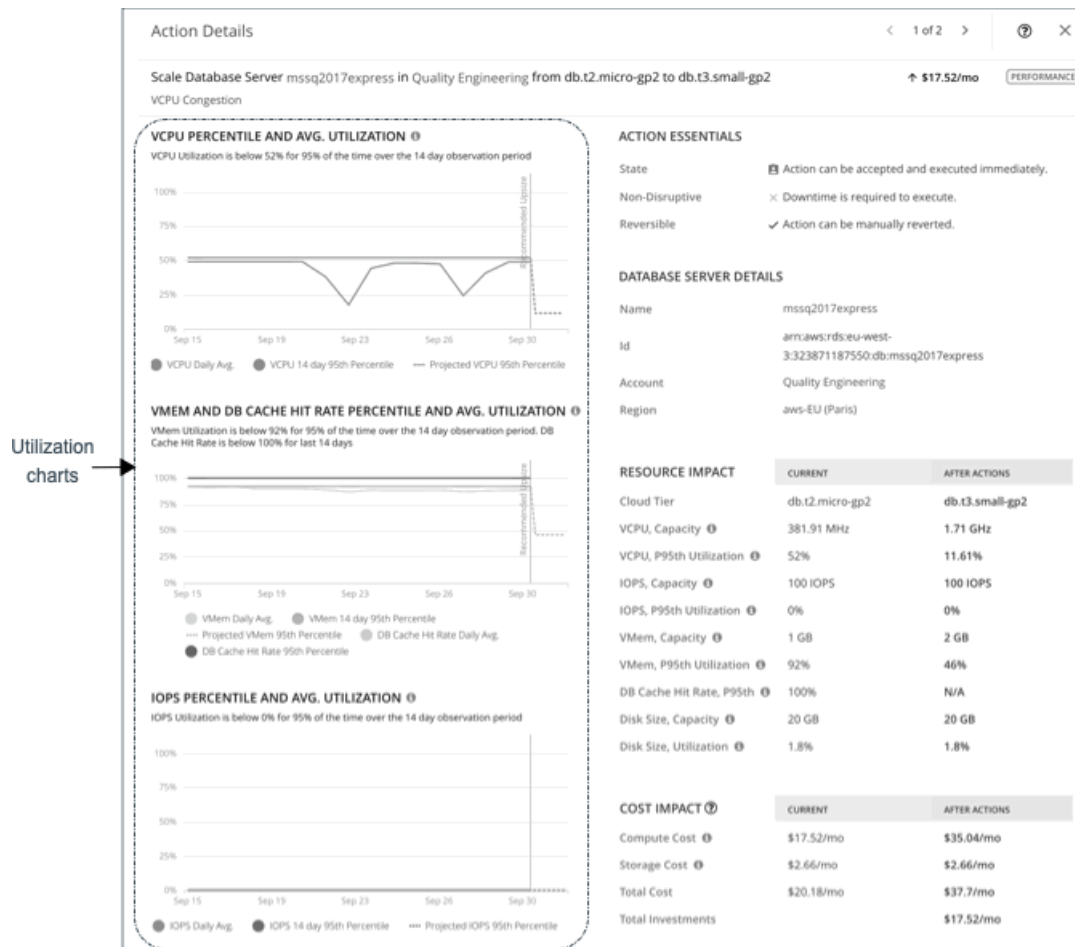 Action Details
1 of 2
Scale Database Server mssq2017express in Quality Engineering from db.t2.micro-gp2 to db.t3.small-gp2
↑ $17.52/mo
PERFORMANCE
VCPU Congestion
Utilization
charts
VCPU PERCENTILE AND AVG. UTILIZATION
VCPU Utilization is below 52% for 95% of the time over the 14 day observation period
Recommended Upsize
100%
75%
50%
25%
0%
Sep 15 Sep 19 Sep 23 Sep 26 Sep 30
VCPU Daily Avg. VCPU 14 day 95th Percentile Projected VCPU 95th Percentile
VMEM AND DB CACHE HIT RATE PERCENTILE AND AVG. UTILIZATION
VMem Utilization is below 92% for 95% of the time over the 14 day observation period. DB
Cache Hit Rate is below 100% for last 14 days
Recommended Upsize
100%
75%
50%
25%
0%
Sep 15 Sep 19 Sep 23 Sep 26 Sep 30
VMem Daily Avg. VMem 14 day 95th Percentile
Projected VMem 95th Percentile DB Cache Hit Rate Daily Avg.
DB Cache Hit Rate 95th Percentile
IOPS PERCENTILE AND AVG. UTILIZATION
IOPS Utilization is below 0% for 95% of the time over the 14 day observation period
100%
75%
50%
25%
0%
Sep 15 Sep 19 Sep 23 Sep 26 Sep 30
IOPS Daily Avg. IOPS 14 day 95th Percentile Projected IOPS 95th Percentile
ACTION ESSENTIALS
State Action can be accepted and executed immediately.
Non-Disruptive Downtime is required to execute.
Reversible Action can be manually reverted.
DATABASE SERVER DETAILS
Name mssq2017express
Id arn:aws:rds:eu-west-
3:323871187550:db:mssq2017express
Account Quality Engineering
Region aws-EU (Paris)
RESOURCE IMPACT CURRENT AFTER ACTIONS
Cloud Tier db.t2.micro-gp2 db.t3.small-gp2
VCPU, Capacity 381.91 MHz 1.71 GHz
VCPU, P95th Utilization 52% 11.61%
IOPS, Capacity 100 IOPS 100 IOPS
IOPS, P95th Utilization 0% 0%
VMem, Capacity 1 GB 2 GB
VMem, P95th Utilization 92% 46%
DB Cache Hit Rate, P95th 100% N/A
Disk Size, Capacity 20 GB 20 GB
Disk Size, Utilization 1.8% 1.8%
COST IMPACT CURRENT AFTER ACTIONS
Compute Cost $17.52/mo $35.04/mo
Storage Cost $2.66/mo $2.66/mo
Total Cost $20.18/mo $37.7/mo
Total Investments $17.52/mo